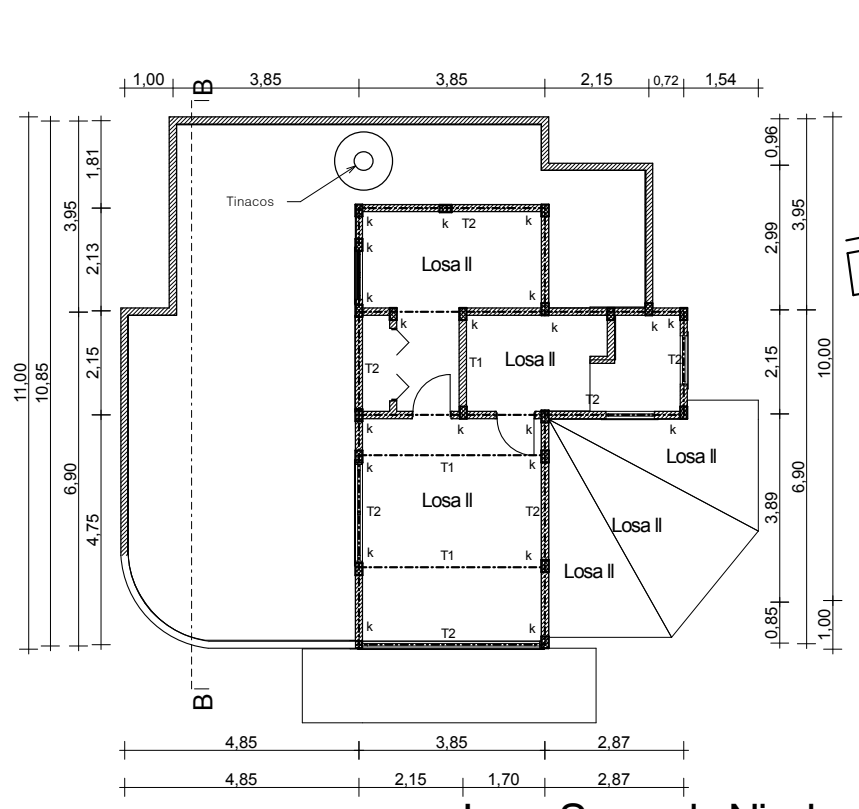 1,00 3,85 3,85 2,15 0,72 1,54
B
0,96
1,81
3,95
3,95
Tinacos
k k T2 k
2,99
2,13
k
Losa II
k k
k k k k k
11,00
10,85
2,15
T2 T1 Losa II T2
2,15
10,00
T2
k k k k
Losa II
k T1 k
6,90
4,75
T2 Losa II T2
3,89
6,90
Losa II
k T1 k
Losa II
k T2 k
0,85
1,00
B
4,85 3,85 2,87
4,85 2,15 1,70 2,87